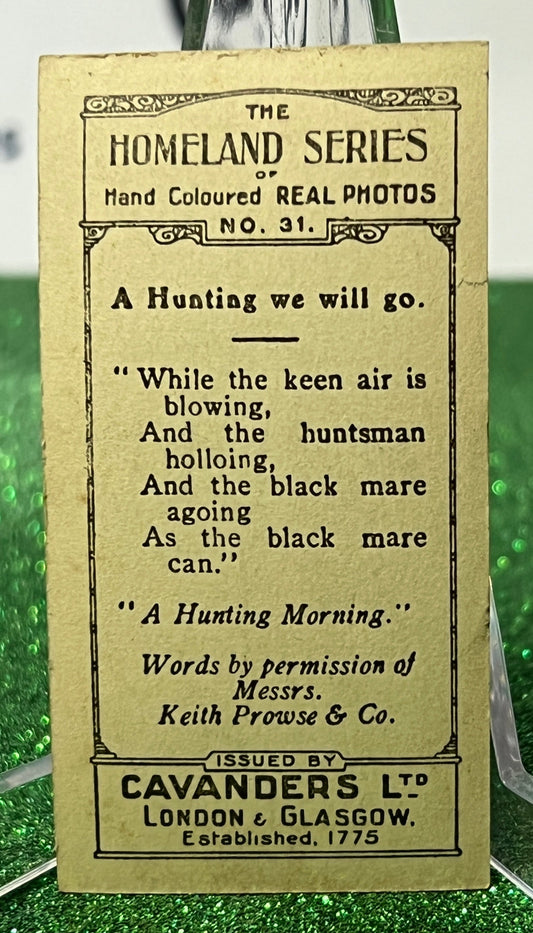 THE
HOMELAND SERIES
OF
Hand Coloured REAL PHOTOS
NO. 31.
A Hunting we will go.
"While the keen air is
blowing,
And the huntsman
holloing,
And the black mare
agoing
As the black mare
can."
"A Hunting Morning."
Words by permission of
Messrs.
Keith Prowse & Co.
ISSUED BY
CAVANDERS LTD
LONDON & GLASGOW.
Established, 1775